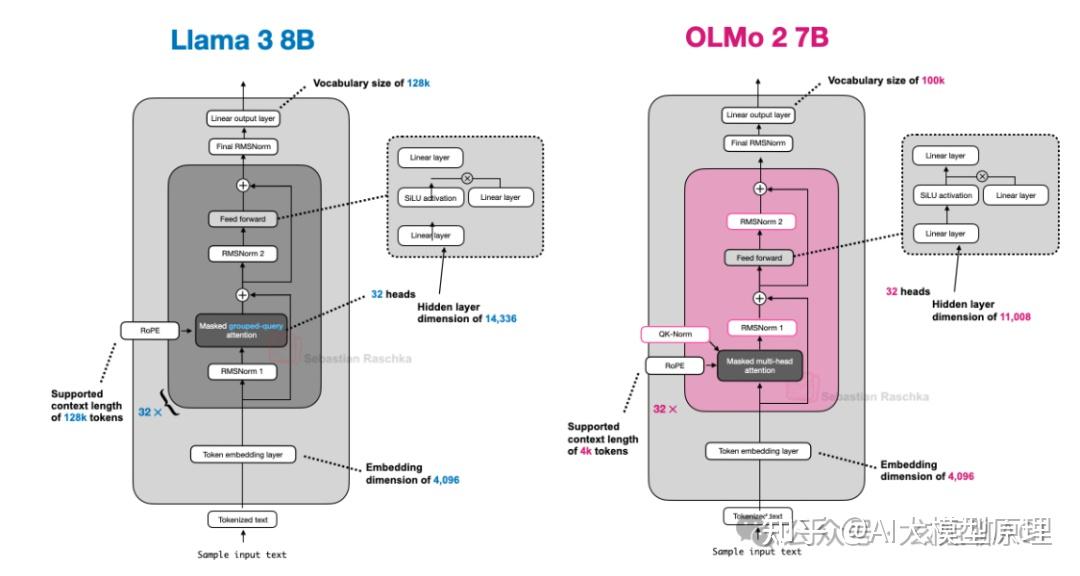 Llama 3 8B
Vocabulary size of 128k
Linear output layer
Final RMSNorm
Feed forward
RMSNorm 2
Linear layer
SiLU activation
Linear layer
Linear layer
Hidden layer
dimension of 14,336
32 heads
Masked grouped-query
attention
RoPE
RMSNorm 1
Sebastian Raschka
Supported
context length
of 128k tokens
32 ×
Token embedding layer
Embedding
dimension of 4,096
Tokenized text
Sample input text
OLMo 2 7B
Vocabulary size of 100k
Linear output layer
Final RMSNorm
RMSNorm 2
Feed forward
Linear layer
SiLU activation
Linear layer
Linear layer
Hidden layer
dimension of 11,008
32 heads
RMSNorm 1
QK-Norm
Masked multi-head
attention
RoPE
Sebastian Raschka
Supported
context length
of 4k tokens
32 ×
Token embedding layer
Embedding
dimension of 4,096
Tokenized text
Sample input text
知乎 @AI大模型原理